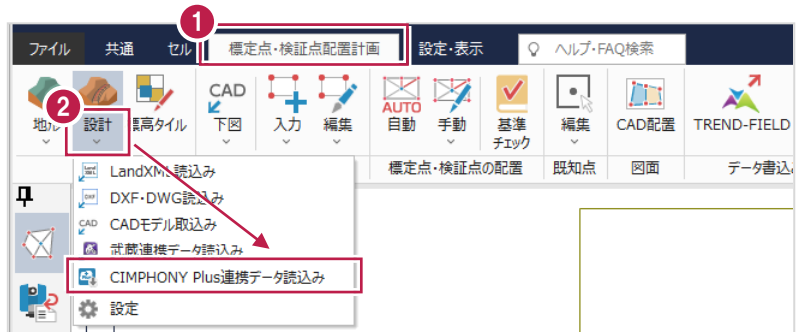 1
ファイル 共通 セル 標定点・検証点配置計画 設定・表示 ヘルプ・FAQ検索
2
CAD
AUTO
設計 標高タイル 下図 入力 編集 自動 手動 基準 編集 CAD配置 TREND-FIELD
チェック
標定点・検証点の配置 既知点 図面 データ書込
Land XML LandXML読込み
DXF DXF・DWG読込み
CAD CADモデル取込み
武蔵連携データ読込み
CIMPHONY Plus連携データ読込み
設定